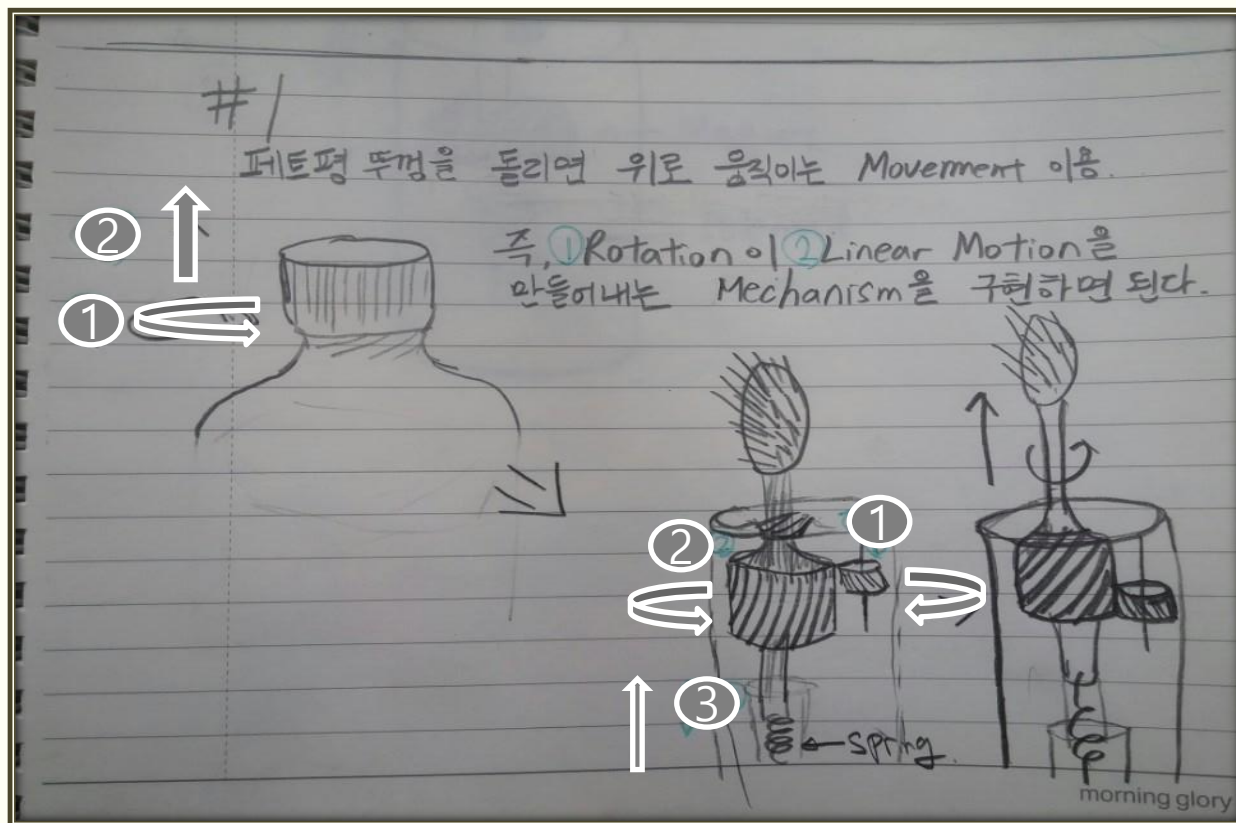 #1
페트평 뚜껑을 돌리면 위로 움직이는 Movement 이용.
②
즉, ①Rotation이 ②Linear Motion을
①
만들어내는 Mechanism을 구현하면 된다.
①
②
③
spring.
morning glory